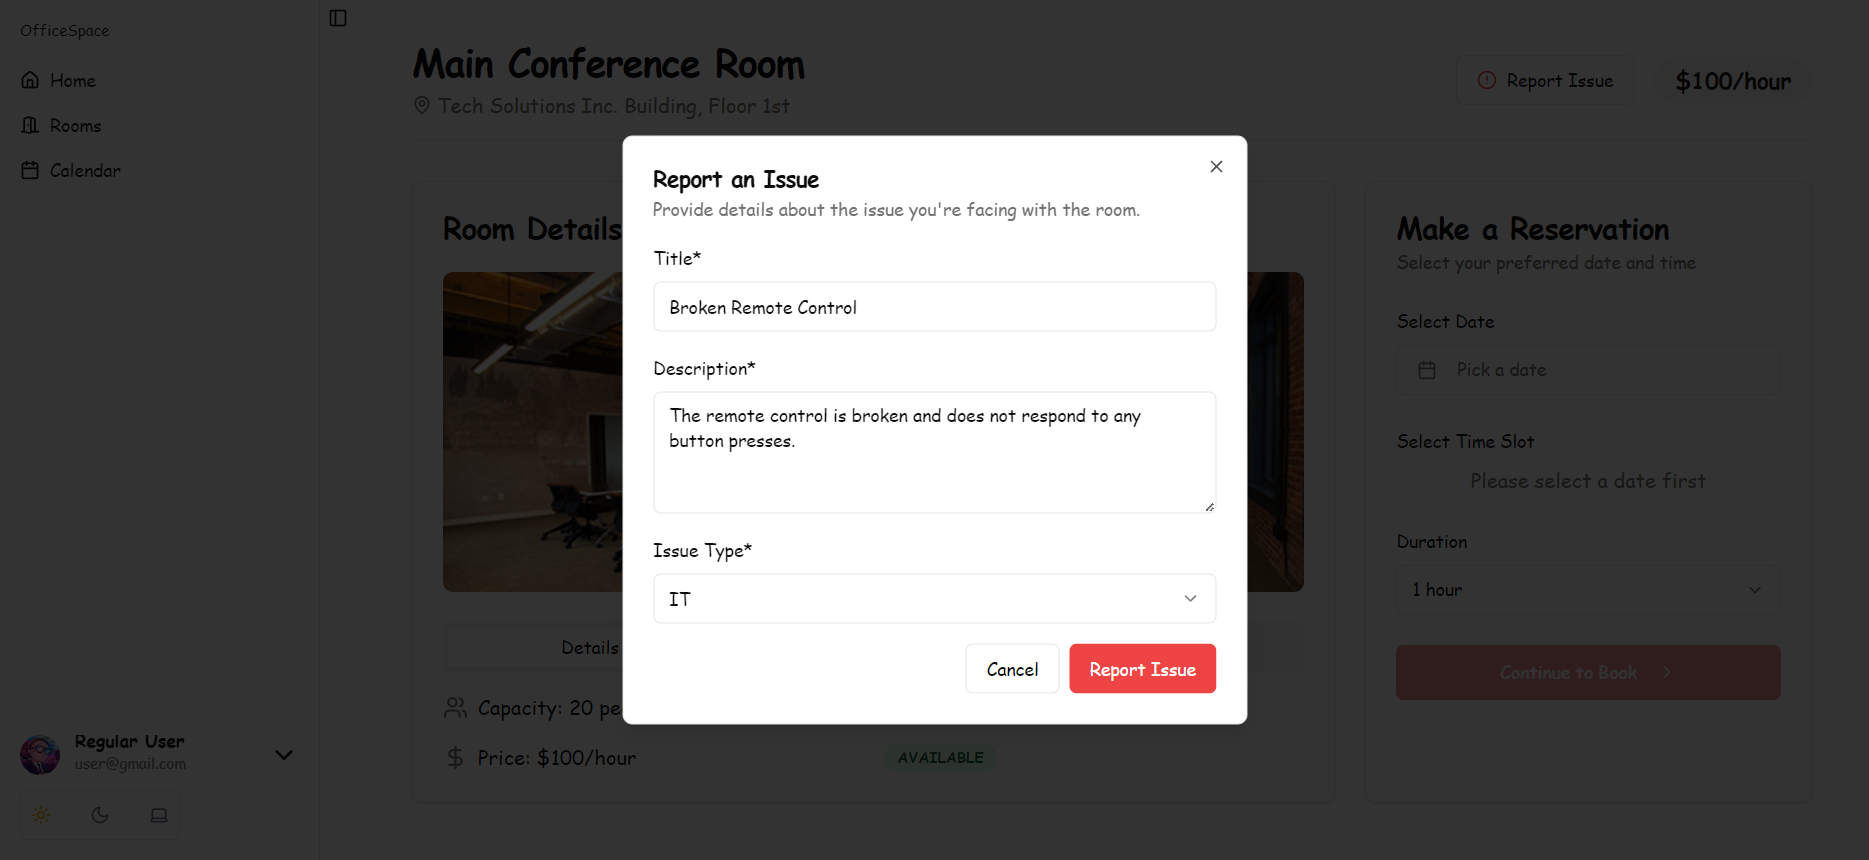 OfficeSpace
Home
Rooms
Calendar
Regular User
user@gmail.com
Main Conference Room
Tech Solutions Inc. Building, Floor 1st
Report Issue
$100/hour
Room Details
Details
Capacity: 20 pe
Price: $100/hour
AVAILABLE
Report an Issue
Provide details about the issue you're facing with the room.
Title*
Broken Remote Control
Description*
The remote control is broken and does not respond to any
button presses.
Issue Type*
IT
Cancel
Report Issue
Make a Reservation
Select your preferred date and time
Select Date
Pick a date
Select Time Slot
Please select a date first
Duration
1 hour
Continue to Book